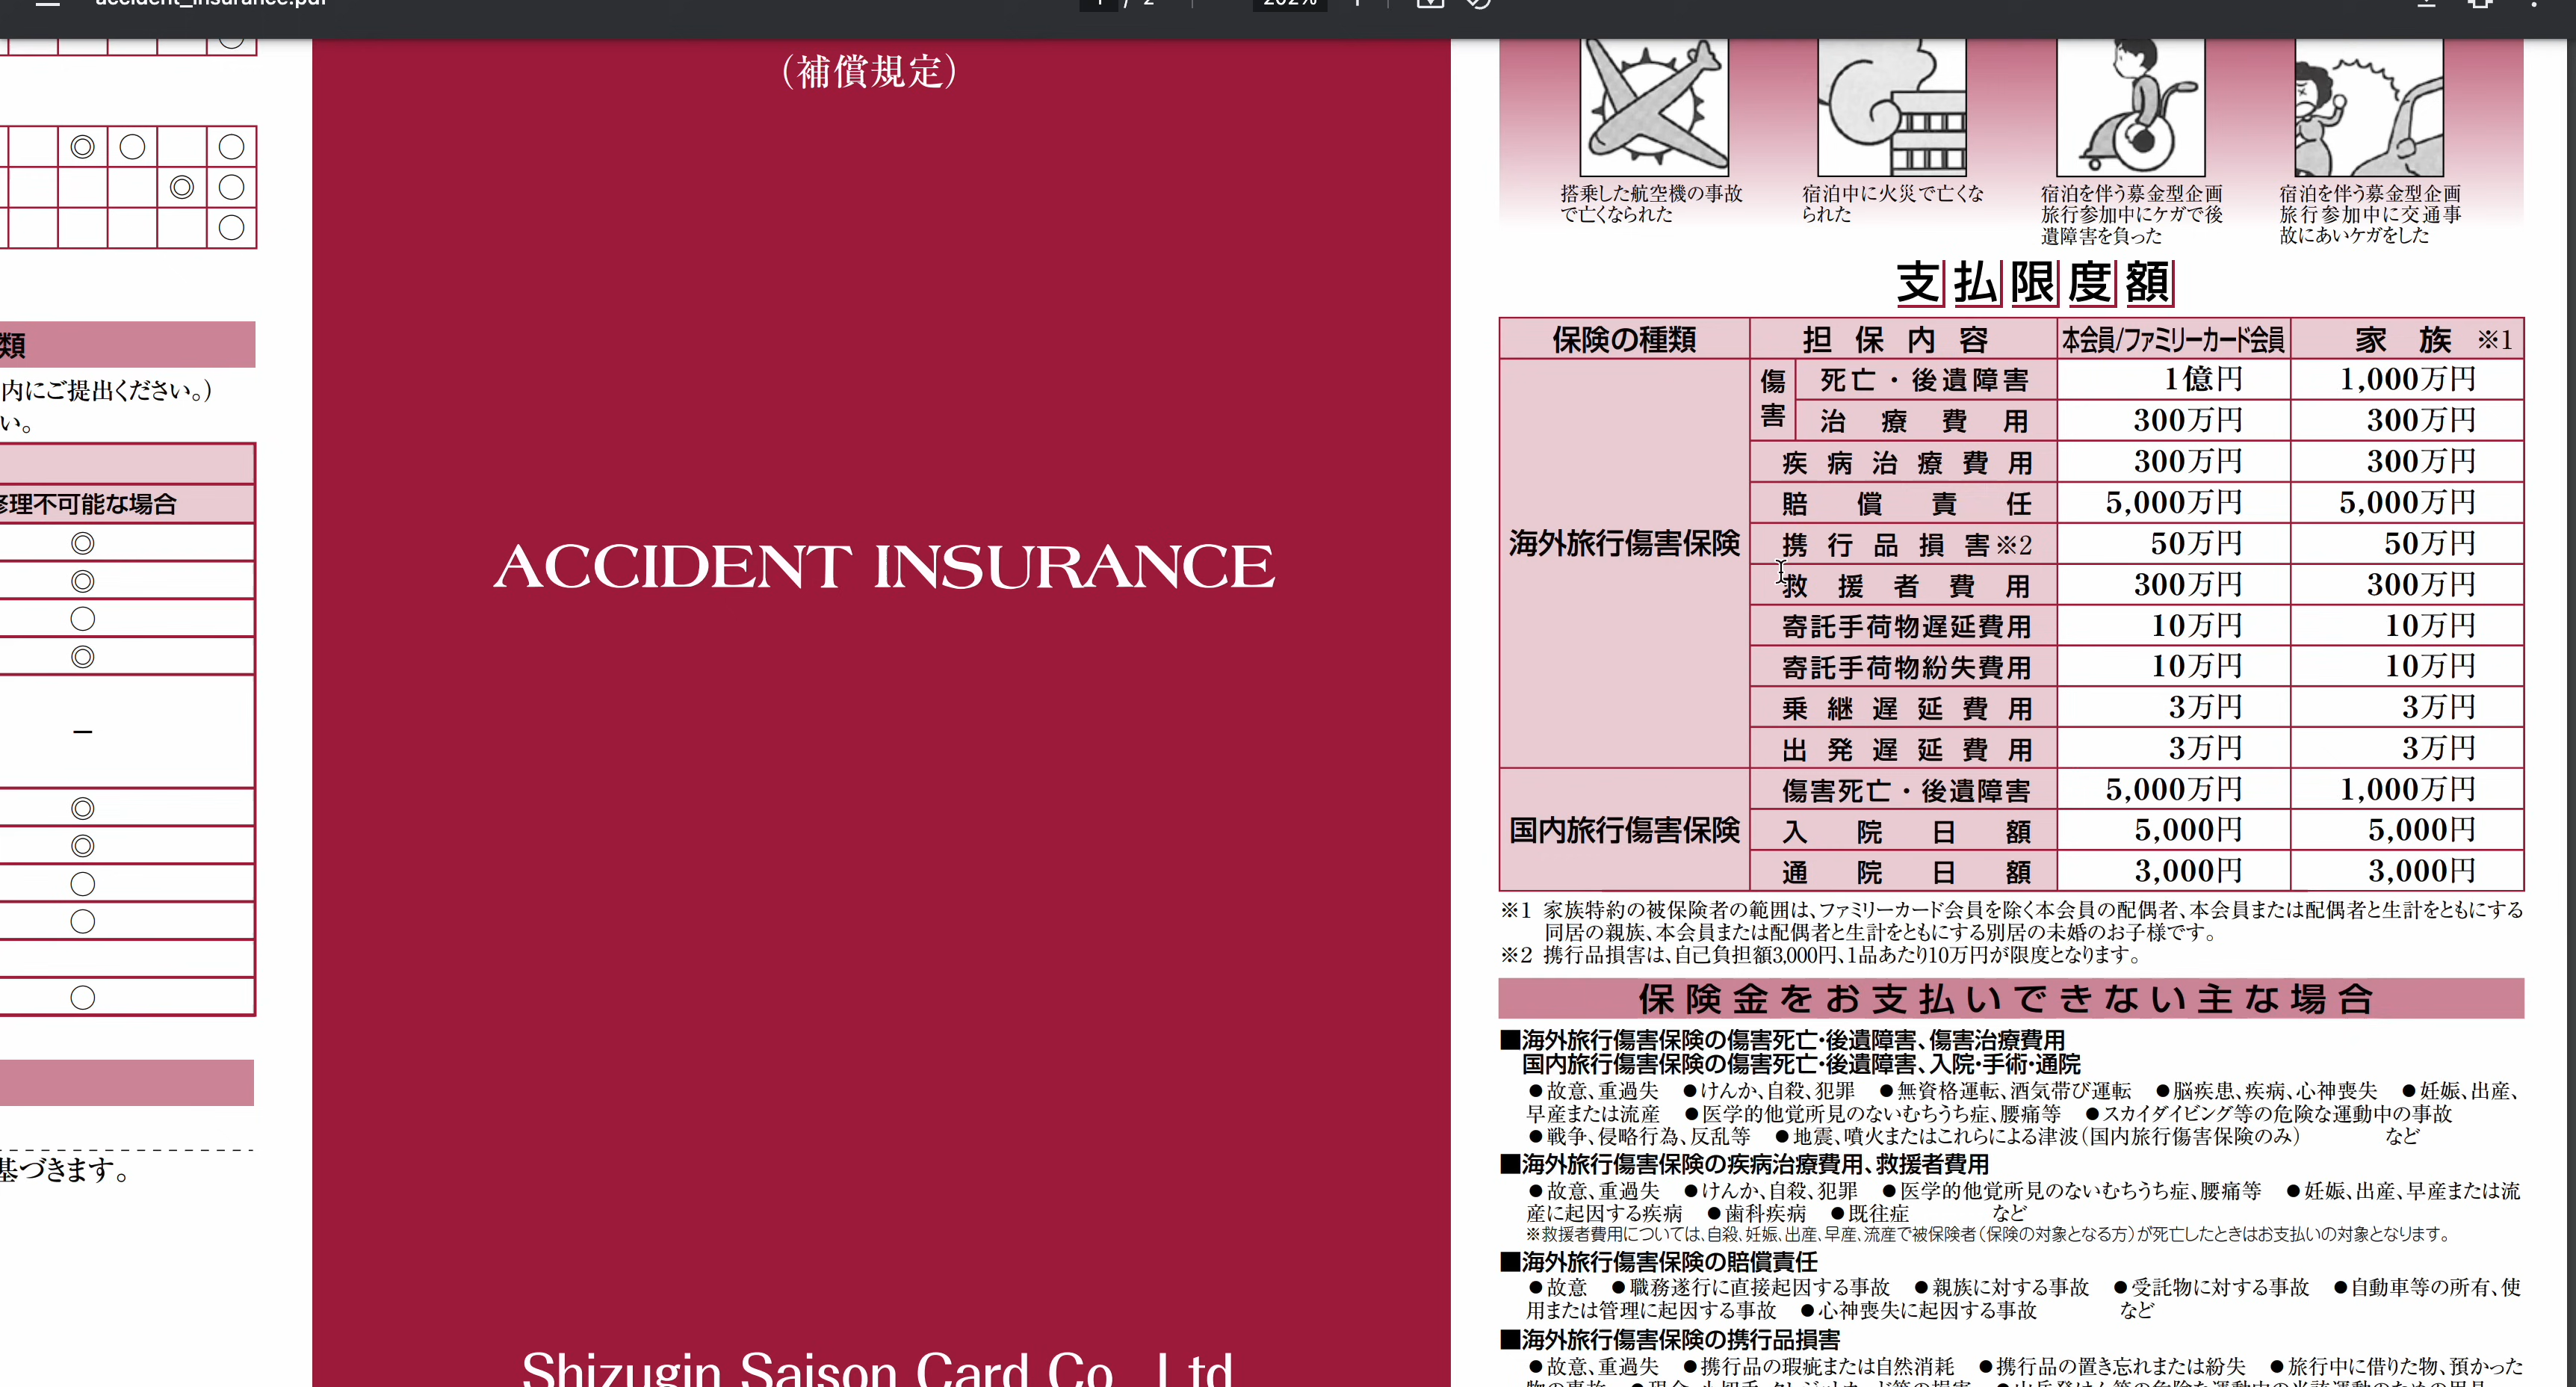 accident_insurance.pdf
1 / 2
202%
◎ ○ ○
◎ ○
○
類
内にご提出ください。）
い。
修理不可能な場合
◎
◎
○
◎
－
◎
◎
○
○
○
基づきます。
（補償規定）
ACCIDENT INSURANCE
Shizugin Saison Card Co., Ltd.
搭乗した航空機の事故
で亡くなられた
宿泊中に火災で亡くな
られた
宿泊を伴う募金型企画
旅行参加中にケガで後
遺障害を負った
宿泊を伴う募金型企画
旅行参加中に交通事
故にあいケガをした
支払限度額
保険の種類 担保内容 本会員/ファミリーカード会員 家族 ※1
海外旅行傷害保険
傷害 死亡・後遺障害 1億円 1,000万円
治療費用 300万円 300万円
疾病治療費用 300万円 300万円
賠償責任 5,000万円 5,000万円
携行品損害※2 50万円 50万円
救援者費用 300万円 300万円
寄託手荷物遅延費用 10万円 10万円
寄託手荷物紛失費用 10万円 10万円
乗継遅延費用 3万円 3万円
出発遅延費用 3万円 3万円
国内旅行傷害保険
傷害死亡・後遺障害 5,000万円 1,000万円
入院日額 5,000円 5,000円
通院日額 3,000円 3,000円
※1 家族特約の被保険者の範囲は、ファミリーカード会員を除く本会員の配偶者、本会員または配偶者と生計をともにする
同居の親族、本会員または配偶者と生計をともにする別居の未婚のお子様です。
※2 携行品損害は、自己負担額3,000円、1品あたり10万円が限度となります。
保険金をお支払いできない主な場合
■海外旅行傷害保険の傷害死亡・後遺障害、傷害治療費用
国内旅行傷害保険の傷害死亡・後遺障害、入院・手術・通院
●故意、重過失 ●けんか、自殺、犯罪 ●無資格運転、酒気帯び運転 ●脳疾患、疾病、心神喪失 ●妊娠、出産、
早産または流産 ●医学的他覚所見のないむちうち症、腰痛等 ●スカイダイビング等の危険な運動中の事故
●戦争、侵略行為、反乱等 ●地震、噴火またはこれらによる津波（国内旅行傷害保険のみ） など
■海外旅行傷害保険の疾病治療費用、救援者費用
●故意、重過失 ●けんか、自殺、犯罪 ●医学的他覚所見のないむちうち症、腰痛等 ●妊娠、出産、早産または流
産に起因する疾病 ●歯科疾病 ●既往症 など
※救援者費用については、自殺、妊娠、出産、早産、流産で被保険者（保険の対象となる方）が死亡したときはお支払いの対象となります。
■海外旅行傷害保険の賠償責任
●故意 ●職務遂行に直接起因する事故 ●親族に対する事故 ●受託物に対する事故 ●自動車等の所有、使
用または管理に起因する事故 ●心神喪失に起因する事故 など
■海外旅行傷害保険の携行品損害
●故意、重過失 ●携行品の瑕疵または自然消耗 ●携行品の置き忘れまたは紛失 ●旅行中に借りた物、預かった